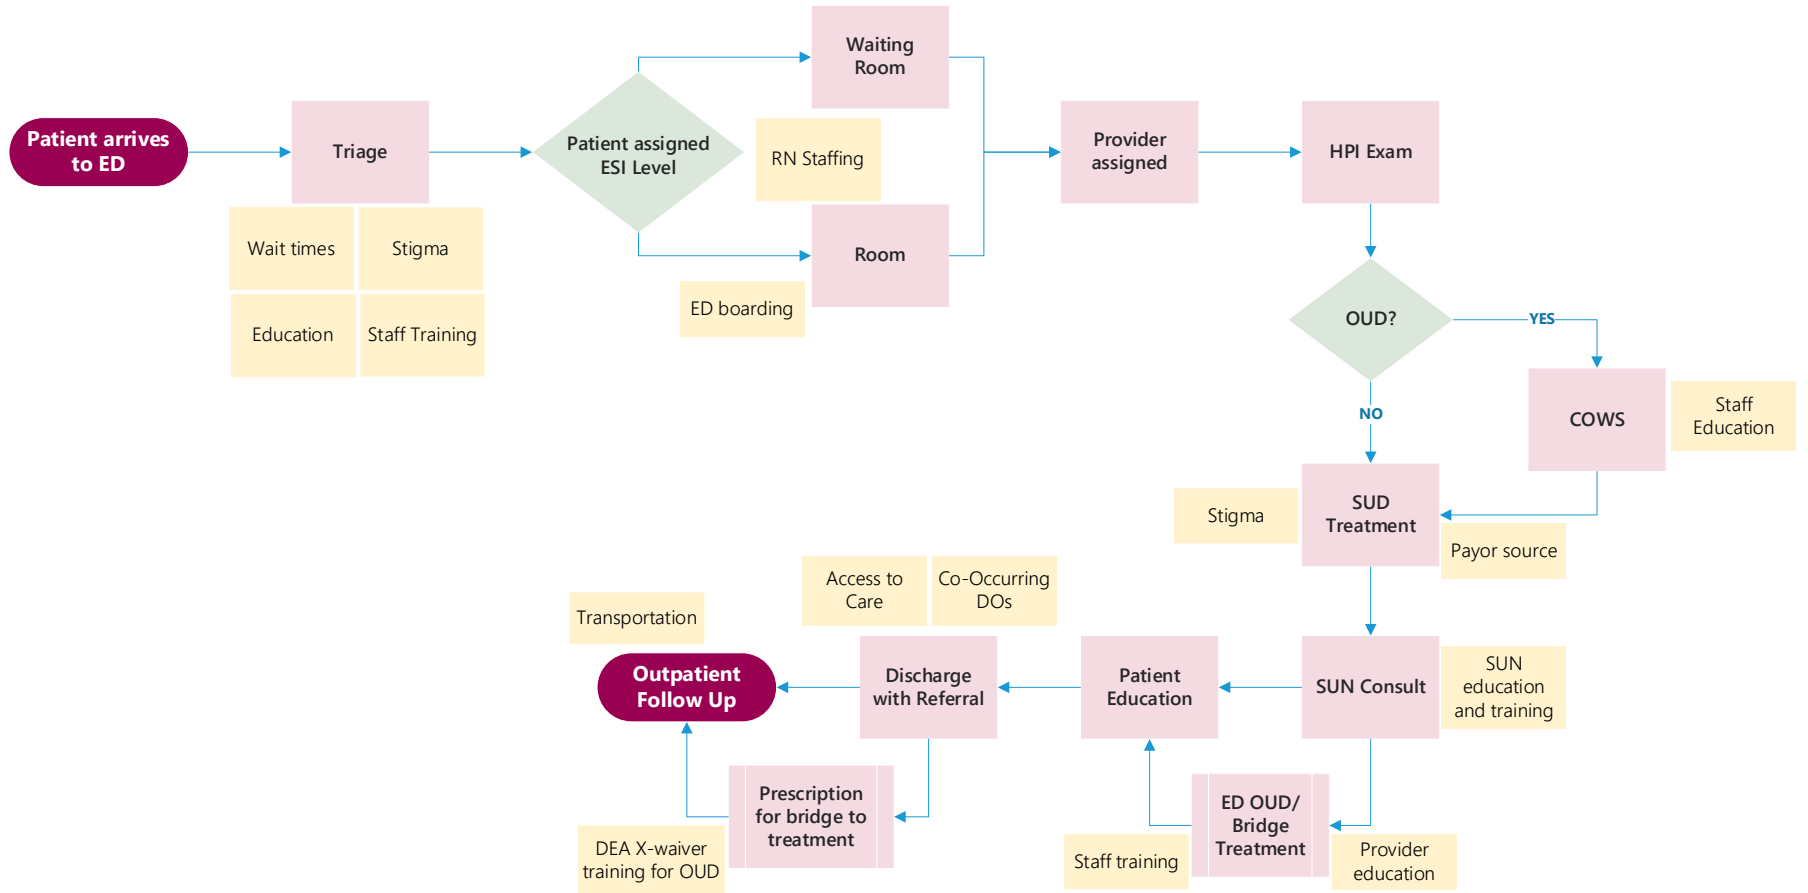 Patient arrives
to ED
Triage
Wait times
Stigma
Education
Staff Training
Patient assigned
ESI Level
Waiting
Room
RN Staffing
Room
ED boarding
Provider
assigned
HPI Exam
OUD?
YES
NO
COWS
Staff
Education
SUD
Treatment
Stigma
Payor source
SUN Consult
SUN
education
and training
ED OUD/
Bridge
Treatment
Provider
education
Staff training
Patient
Education
Discharge
with Referral
Access to
Care
Co-Occurring
DOs
Prescription
for bridge to
treatment
DEA X-waiver
training for OUD
Transportation
Outpatient
Follow Up